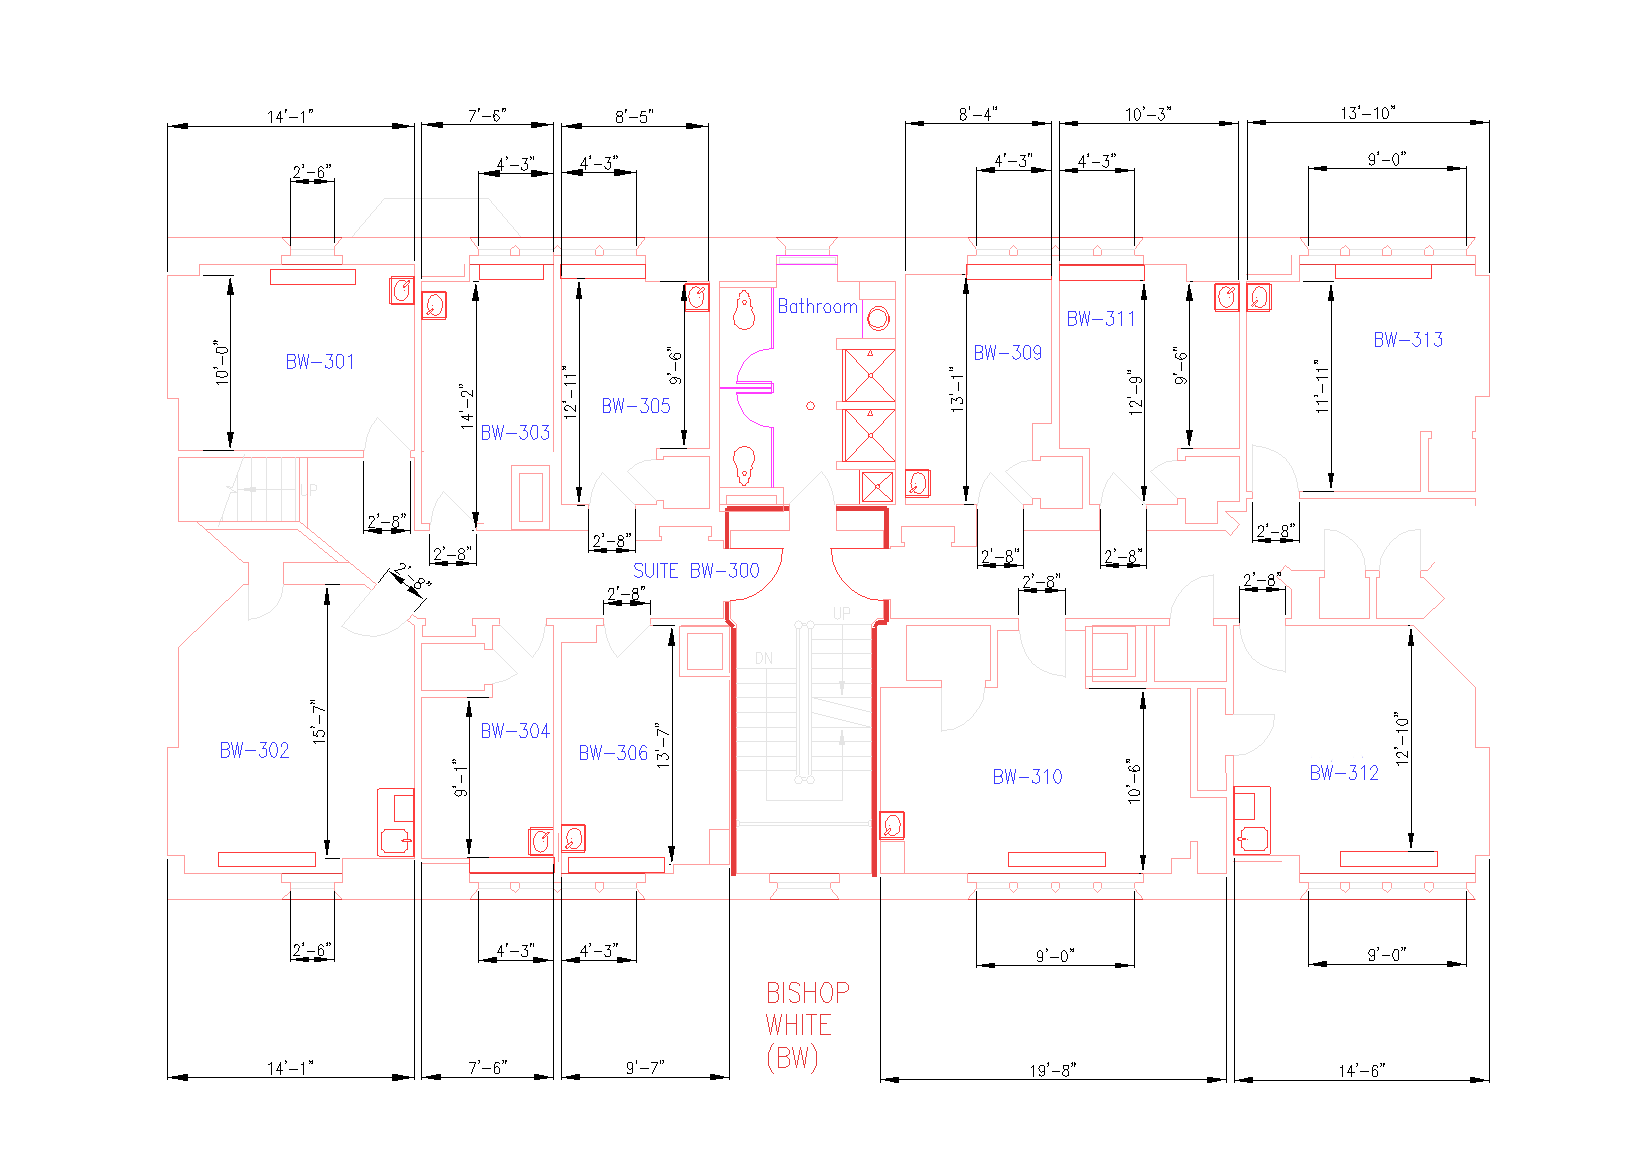 14'-1" 7'-6" 8'-5" 8'-4" 10'-3" 13'-10"
2'-6" 4'-3" 4'-3" 4'-3" 4'-3" 9'-0"
Bathroom
BW-301 10'-0"
BW-303 14'-2"
BW-305 12'-11" 9'-6"
BW-309 13'-1"
BW-311 12'-9" 9'-6"
BW-313 11'-11"
UP
2'-8" 2'-8" 2'-8" 2'-8" 2'-8" 2'-8"
2'-8" SUITE BW-300
2'-8" 2'-8" 2'-8"
UP
DN
BW-302 15'-7"
BW-304 9'-1"
BW-306 13'-7"
BW-310 10'-6"
BW-312 12'-10"
2'-6" 4'-3" 4'-3" 9'-0" 9'-0"
BISHOP
WHITE
(BW)
14'-1" 7'-6" 9'-7" 19'-8" 14'-6"